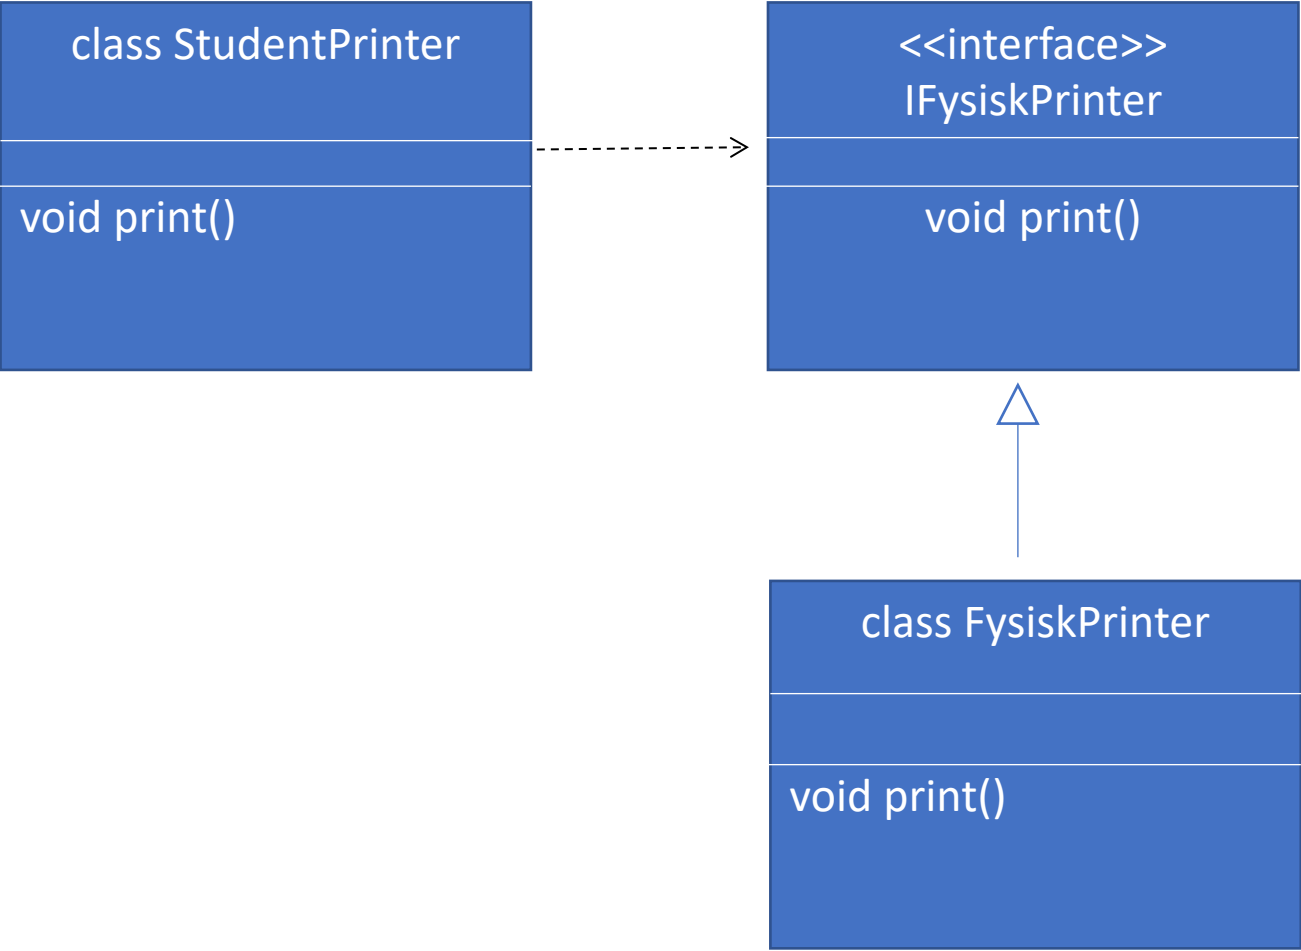 class StudentPrinter
void print()
<<interface>>
IFysiskPrinter
void print()
class FysiskPrinter
void print()